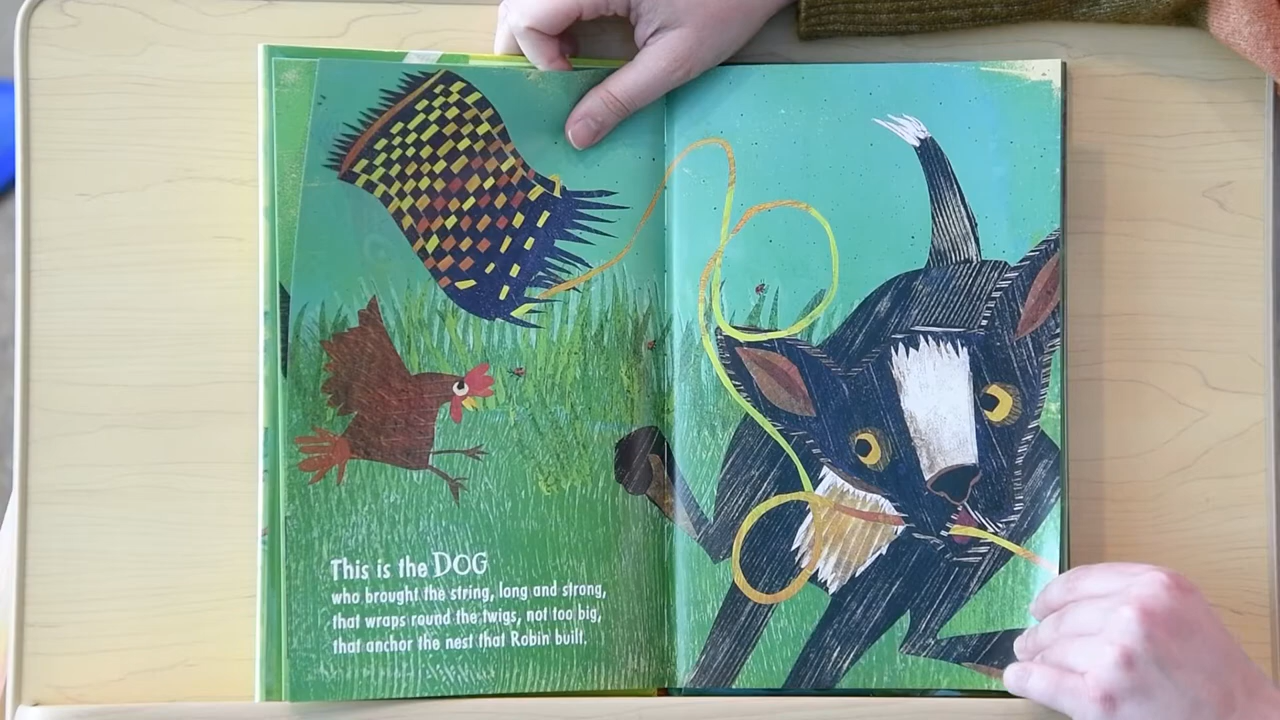 This is the DOG
who brought the string, long and strong,
that wraps round the twigs, not too big,
that anchor the nest that Robin built.